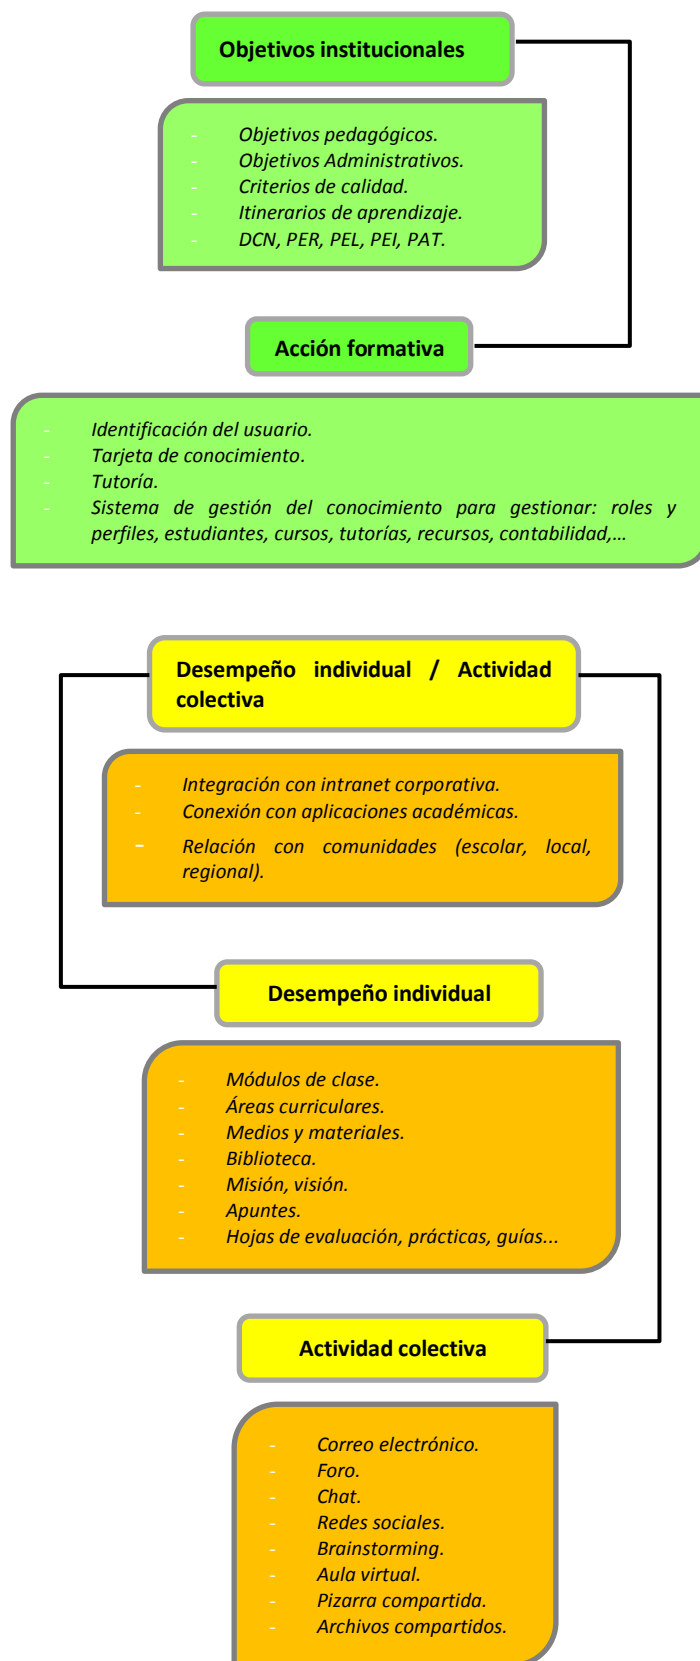 Objetivos institucionales
- Objetivos pedagógicos.
- Objetivos Administrativos.
- Criterios de calidad.
- Itinerarios de aprendizaje.
- DCN, PER, PEL, PEI, PAT.
Acción formativa
- Identificación del usuario.
- Tarjeta de conocimiento.
- Tutoría.
- Sistema de gestión del conocimiento para gestionar: roles y
perfiles, estudiantes, cursos, tutorías, recursos, contabilidad,...
Desempeño individual / Actividad
colectiva
- Integración con intranet corporativa.
- Conexión con aplicaciones académicas.
- Relación con comunidades (escolar, local,
regional).
Desempeño individual
- Módulos de clase.
- Áreas curriculares.
- Medios y materiales.
- Biblioteca.
- Misión, visión.
- Apuntes.
- Hojas de evaluación, prácticas, guías...
Actividad colectiva
- Correo electrónico.
- Foro.
- Chat.
- Redes sociales.
- Brainstorming.
- Aula virtual.
- Pizarra compartida.
- Archivos compartidos.